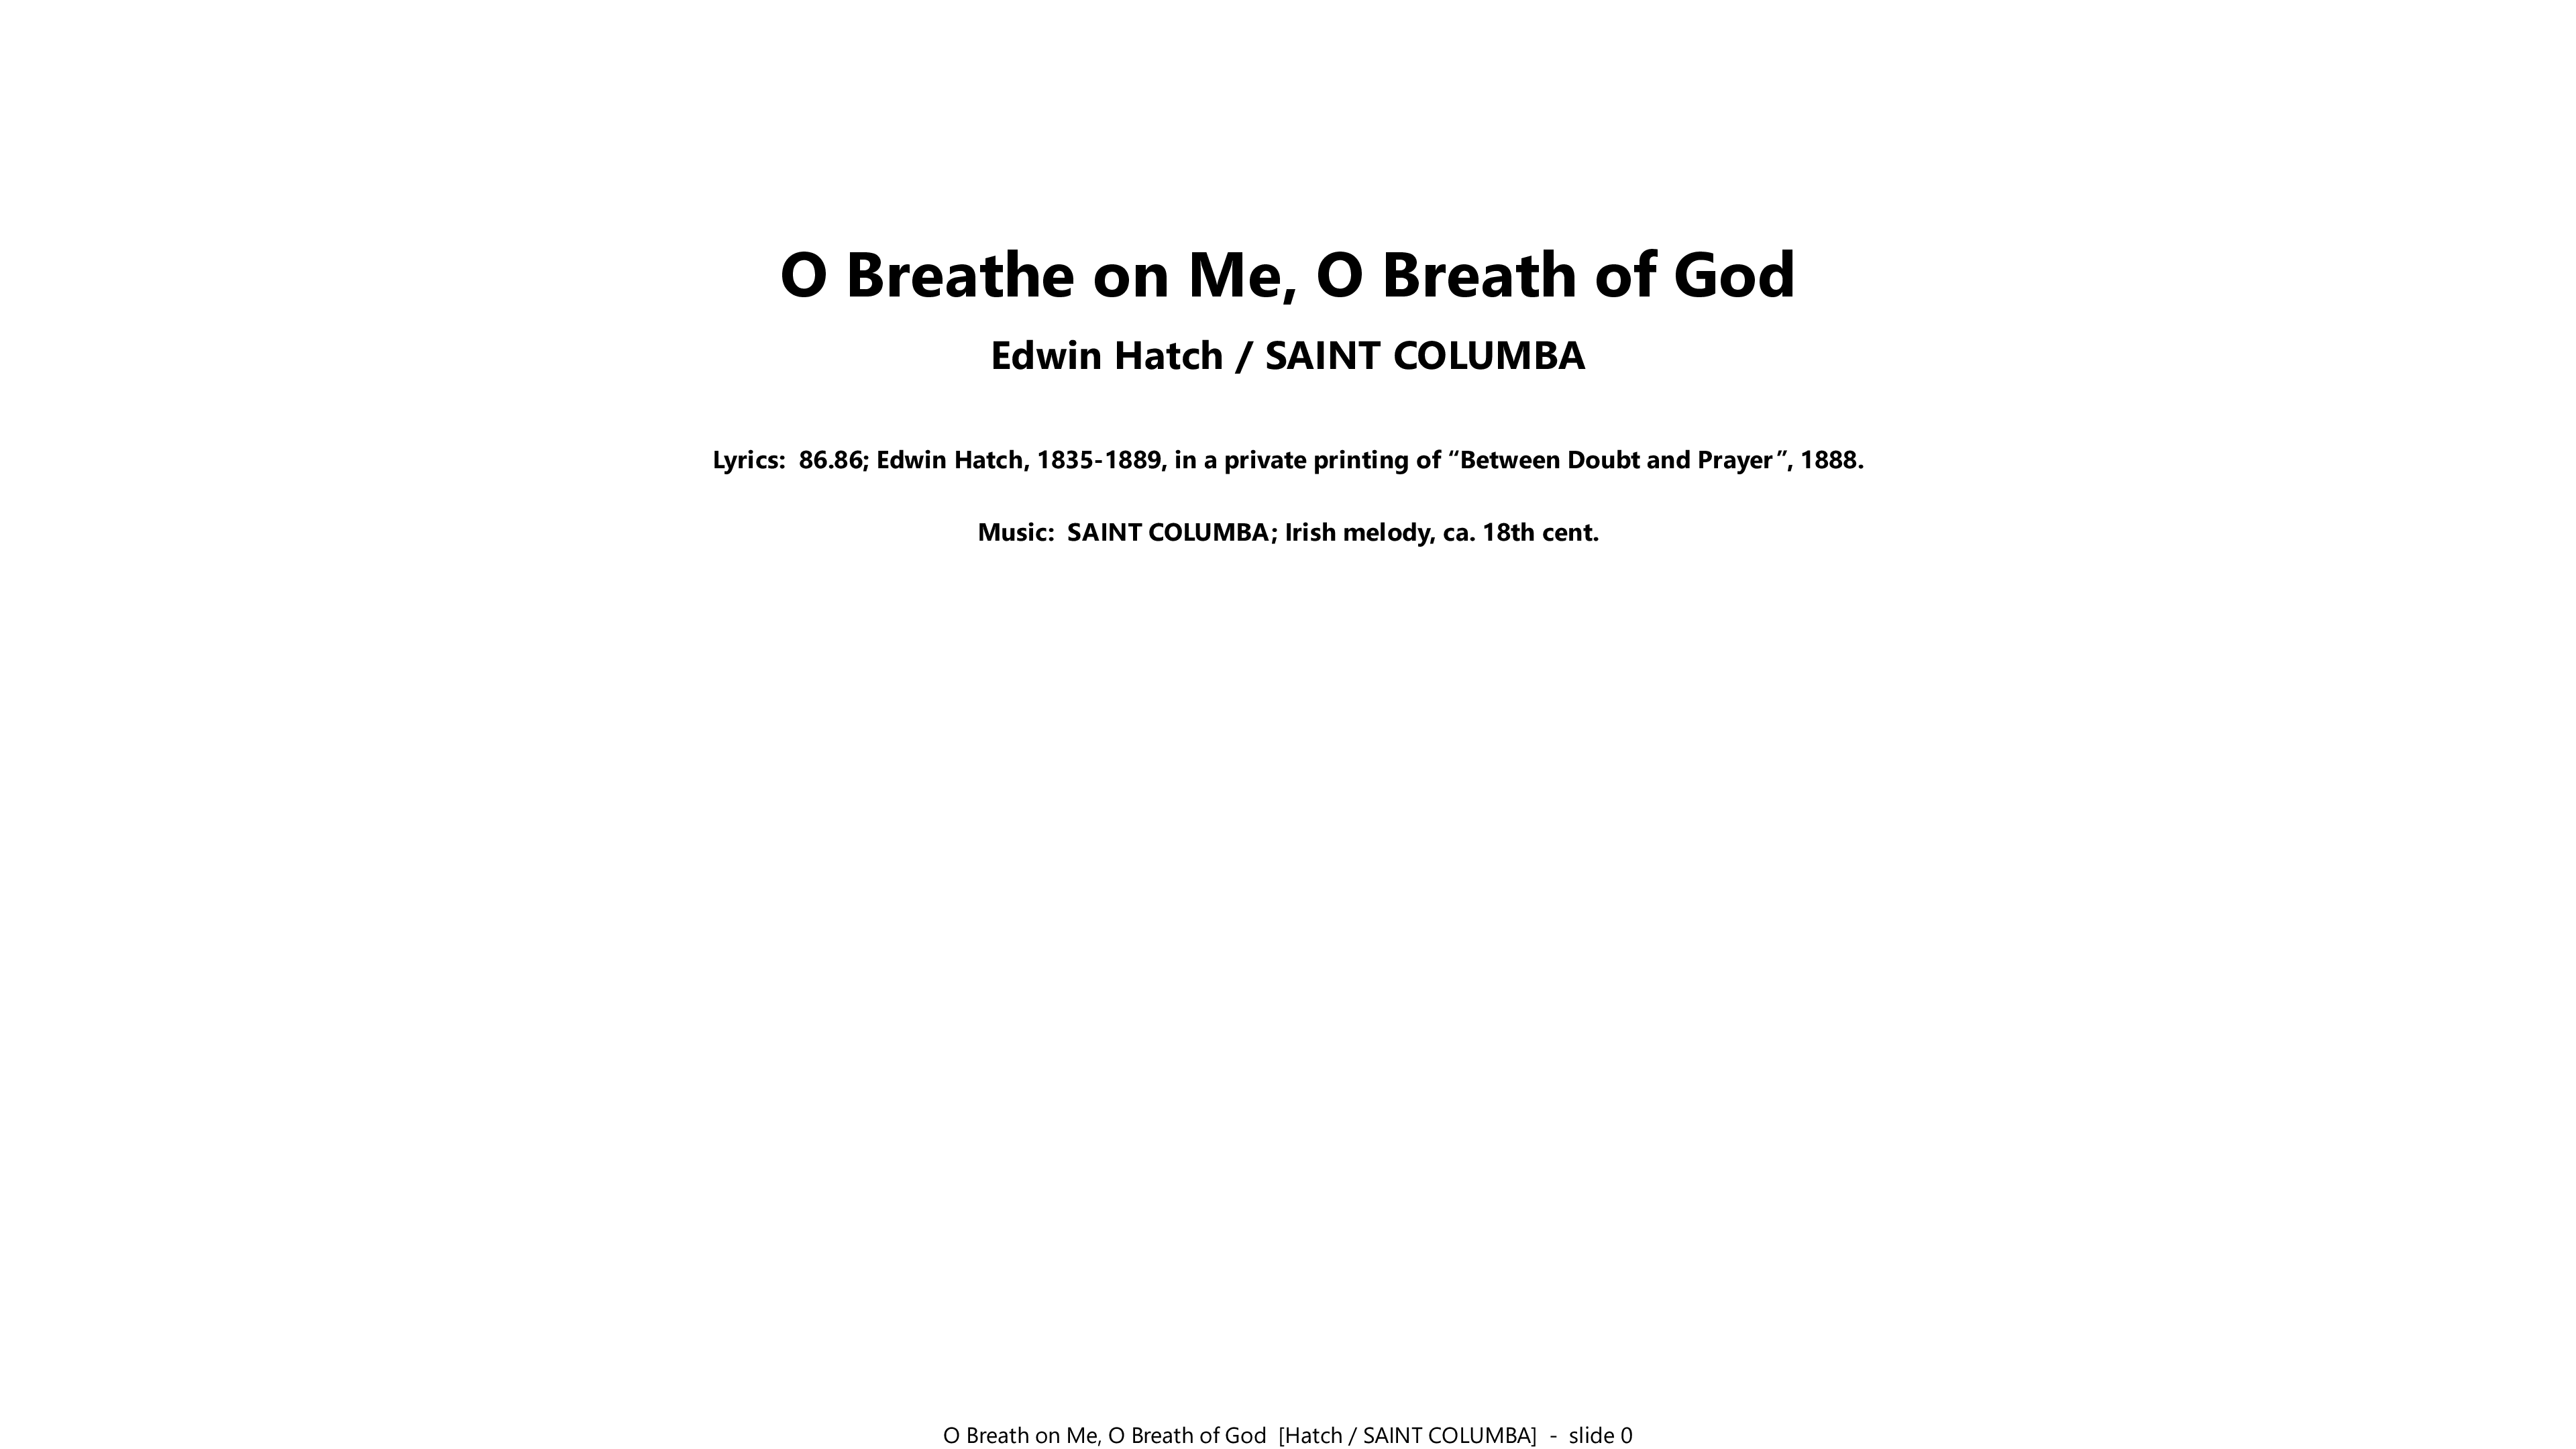 O Breathe on Me, O Breath of God
Edwin Hatch / SAINT COLUMBA
Lyrics:  86.86; Edwin Hatch, 1835-1889, in a private printing of “Between Doubt and Prayer”, 1888.
Music:  SAINT COLUMBA; Irish melody, ca. 18th cent.
O Breath on Me, O Breath of God  [Hatch / SAINT COLUMBA]  -  slide 0